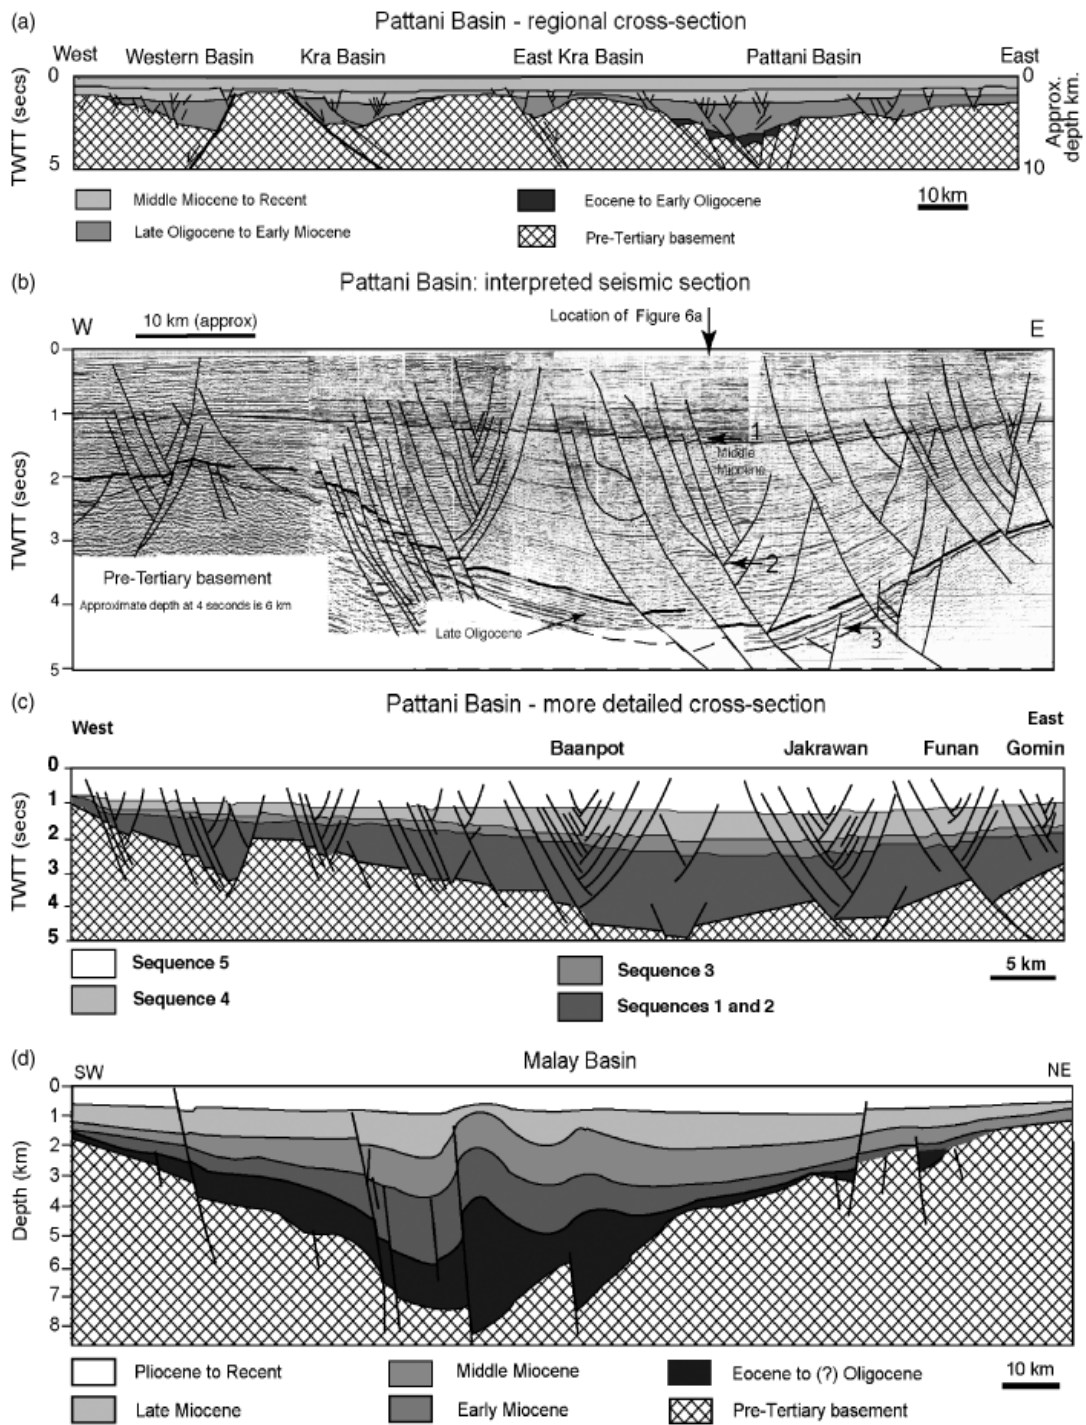 (a)
Pattani Basin - regional cross-section
West Western Basin Kra Basin East Kra Basin Pattani Basin East
TWTT (secs)
0
5
0
10
Approx. depth km.
Middle Miocene to Recent
Eocene to Early Oligocene
10 km
Late Oligocene to Early Miocene
Pre-Tertiary basement
(b)
Pattani Basin: interpreted seismic section
W
10 km (approx)
Location of Figure 6a
E
TWTT (secs)
0
1
2
3
4
5
1
Middle
Miocene
2
Pre-Tertiary basement
Approximate depth at 4 seconds is 6 km
Late Oligocene
3
(c)
Pattani Basin - more detailed cross-section
West
East
Baanpot Jakrawan Funan Gomin
TWTT (secs)
0
1
2
3
4
5
Sequence 5
Sequence 3
5 km
Sequence 4
Sequences 1 and 2
(d)
Malay Basin
SW
NE
Depth (km)
0
1
2
3
4
5
6
7
8
Pliocene to Recent
Middle Miocene
Eocene to (?) Oligocene
10 km
Late Miocene
Early Miocene
Pre-Tertiary basement